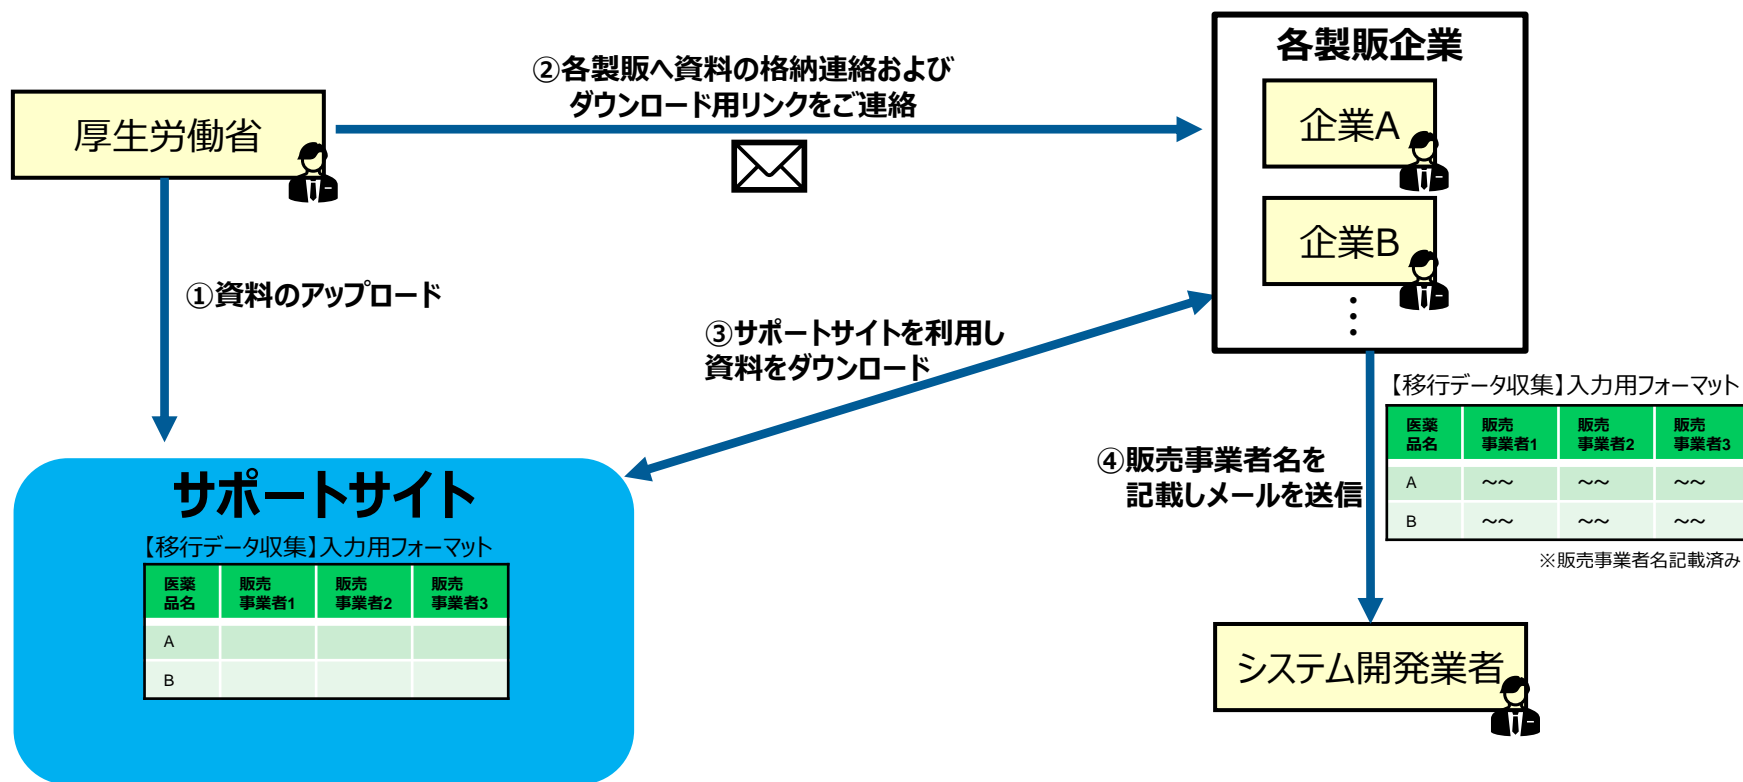 厚生労働省
②各製販へ資料の格納連絡および
ダウンロード用リンクをご連絡
各製販企業
企業A
企業B
⋮
①資料のアップロード
③サポートサイトを利用し
資料をダウンロード
サポートサイト
【移行データ収集】入力用フォーマット
医薬 販売 販売 販売
品名 事業者1 事業者2 事業者3
A
B
④販売事業者名を
記載しメールを送信
【移行データ収集】入力用フォーマット
医薬 販売 販売 販売
品名 事業者1 事業者2 事業者3
A ～～ ～～ ～～
B ～～ ～～ ～～
※販売事業者名記載済み
システム開発業者